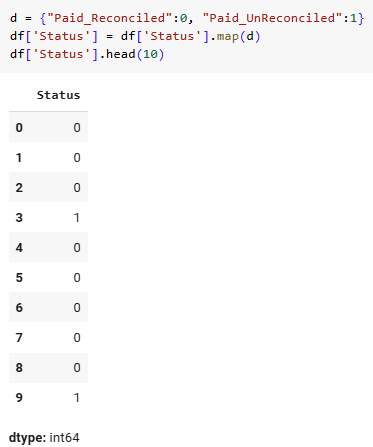 d = {"Paid_Reconciled":0, "Paid_UnReconciled":1}
df['Status'] = df['Status'].map(d)
df['Status'].head(10)
Status
0 0
1 0
2 0
3 1
4 0
5 0
6 0
7 0
8 0
9 1
dtype: int64